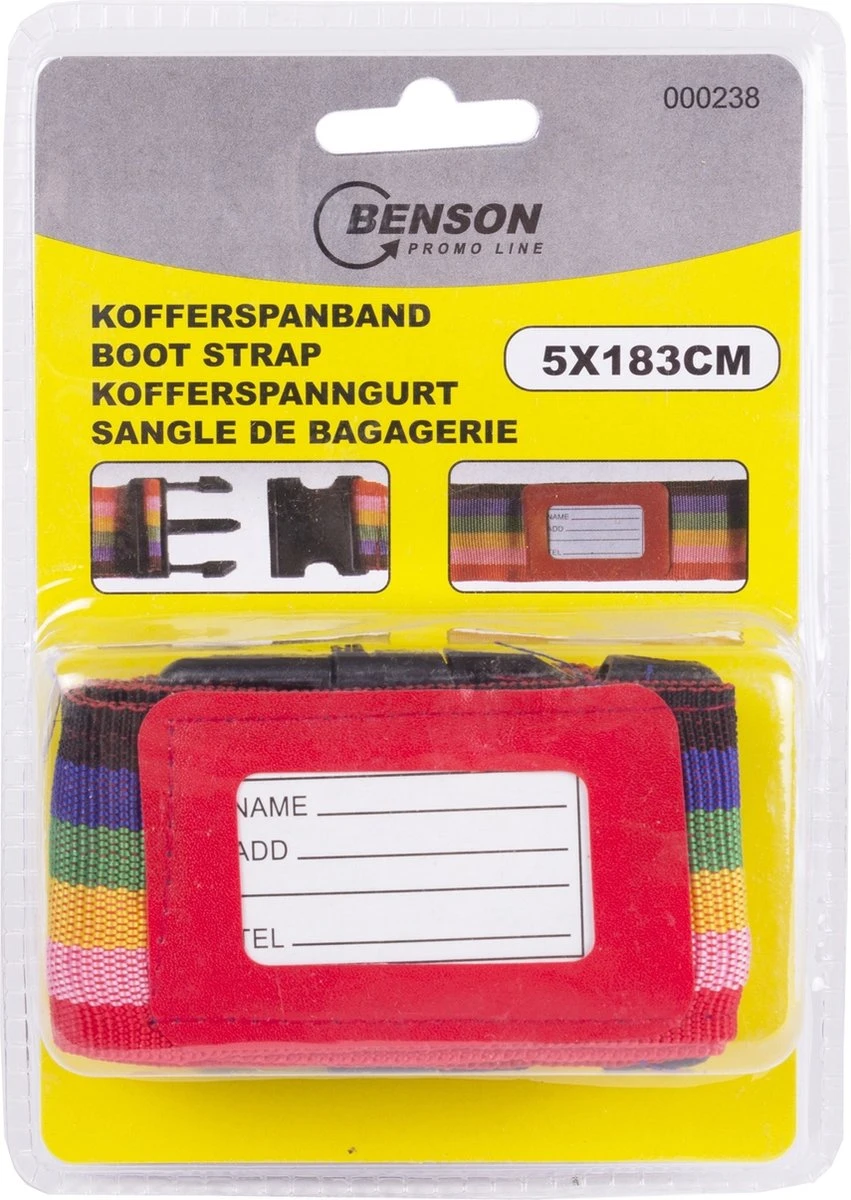 000238
BENSON
PROMO LINE
KOFFERSPANBAND
BOOT STRAP
KOFFERSPANNGURT
SANGLE DE BAGAGERIE
5X183CM
NAME
ADD
TEL
NAME
ADD
TEL